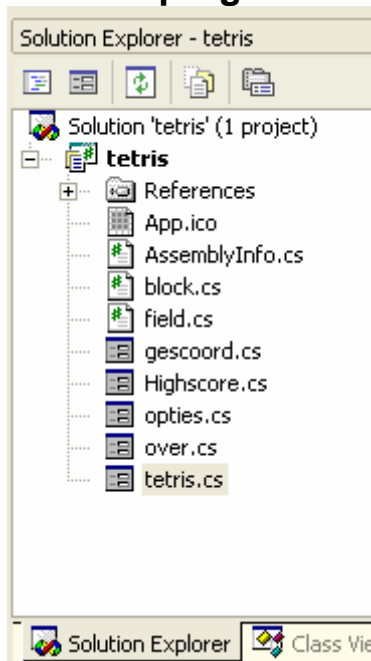 Solution Explorer - tetris
Solution 'tetris' (1 project)
tetris
References
App.ico
AssemblyInfo.cs
block.cs
field.cs
gescoord.cs
Highscore.cs
opties.cs
over.cs
tetris.cs
Solution Explorer Class Vie